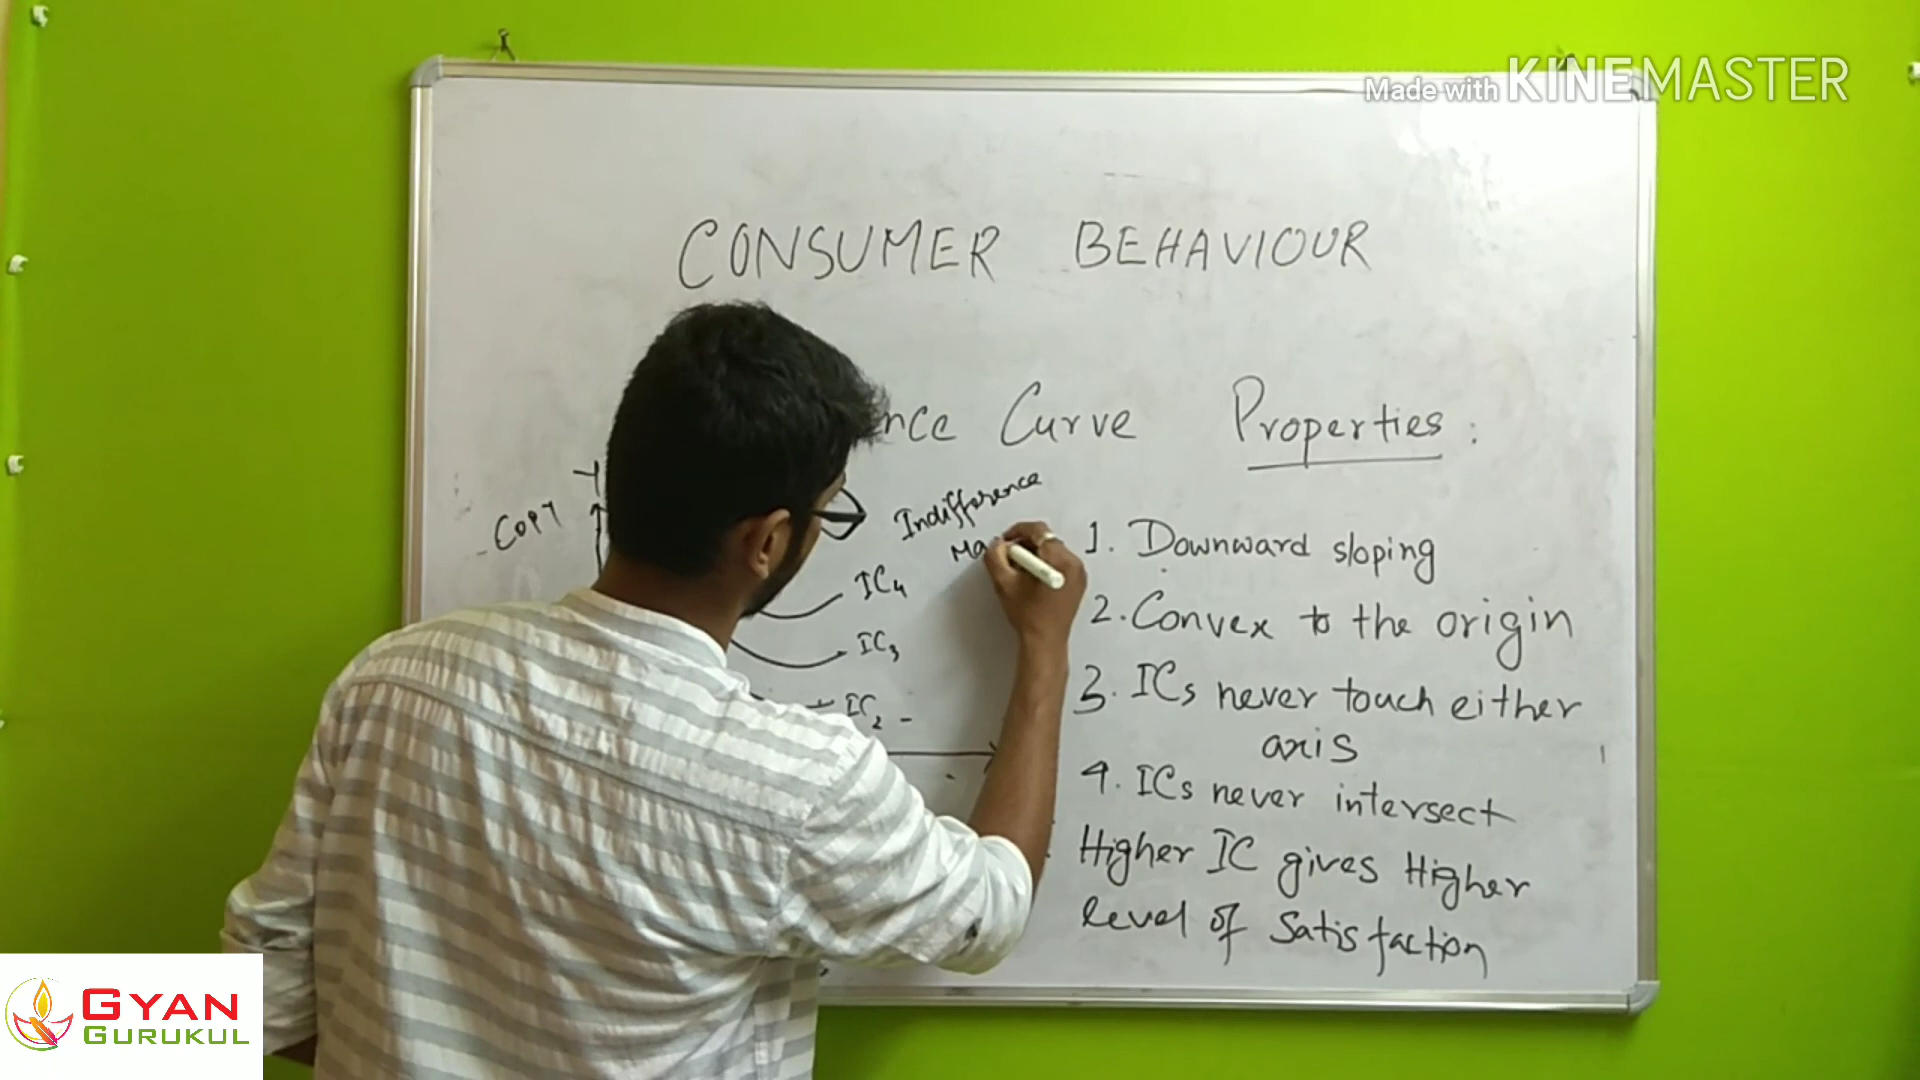 Made with KINEMASTER
CONSUMER BEHAVIOUR
nce Curve Properties:
Y
COPY
Indifference
Ma
IC4
IC3
IC2
1. Downward sloping
2. Convex to the origin
3. ICs never touch either
axis
4. ICs never intersect
Higher IC gives Higher
level of Satisfaction
GYAN
GURUKUL